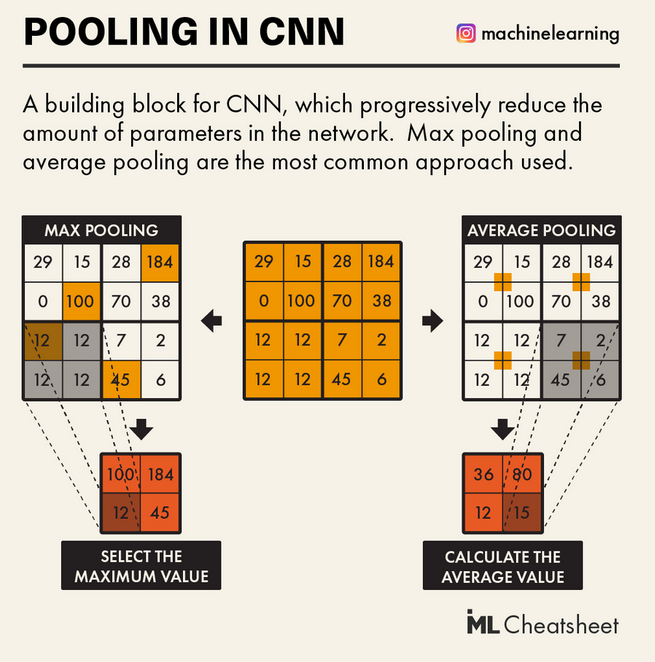 POOLING IN CNN
machinelearning
A building block for CNN, which progressively reduce the
amount of parameters in the network. Max pooling and
average pooling are the most common approach used.
MAX POOLING
29 15 28 184
0 100 70 38
12 12 7 2
12 12 45 6
100 184
12 45
SELECT THE
MAXIMUM VALUE
29 15 28 184
0 100 70 38
12 12 7 2
12 12 45 6
AVERAGE POOLING
29 15 28 184
0 100 70 38
12 12 7 2
12 12 45 6
36 80
12 15
CALCULATE THE
AVERAGE VALUE
ML Cheatsheet